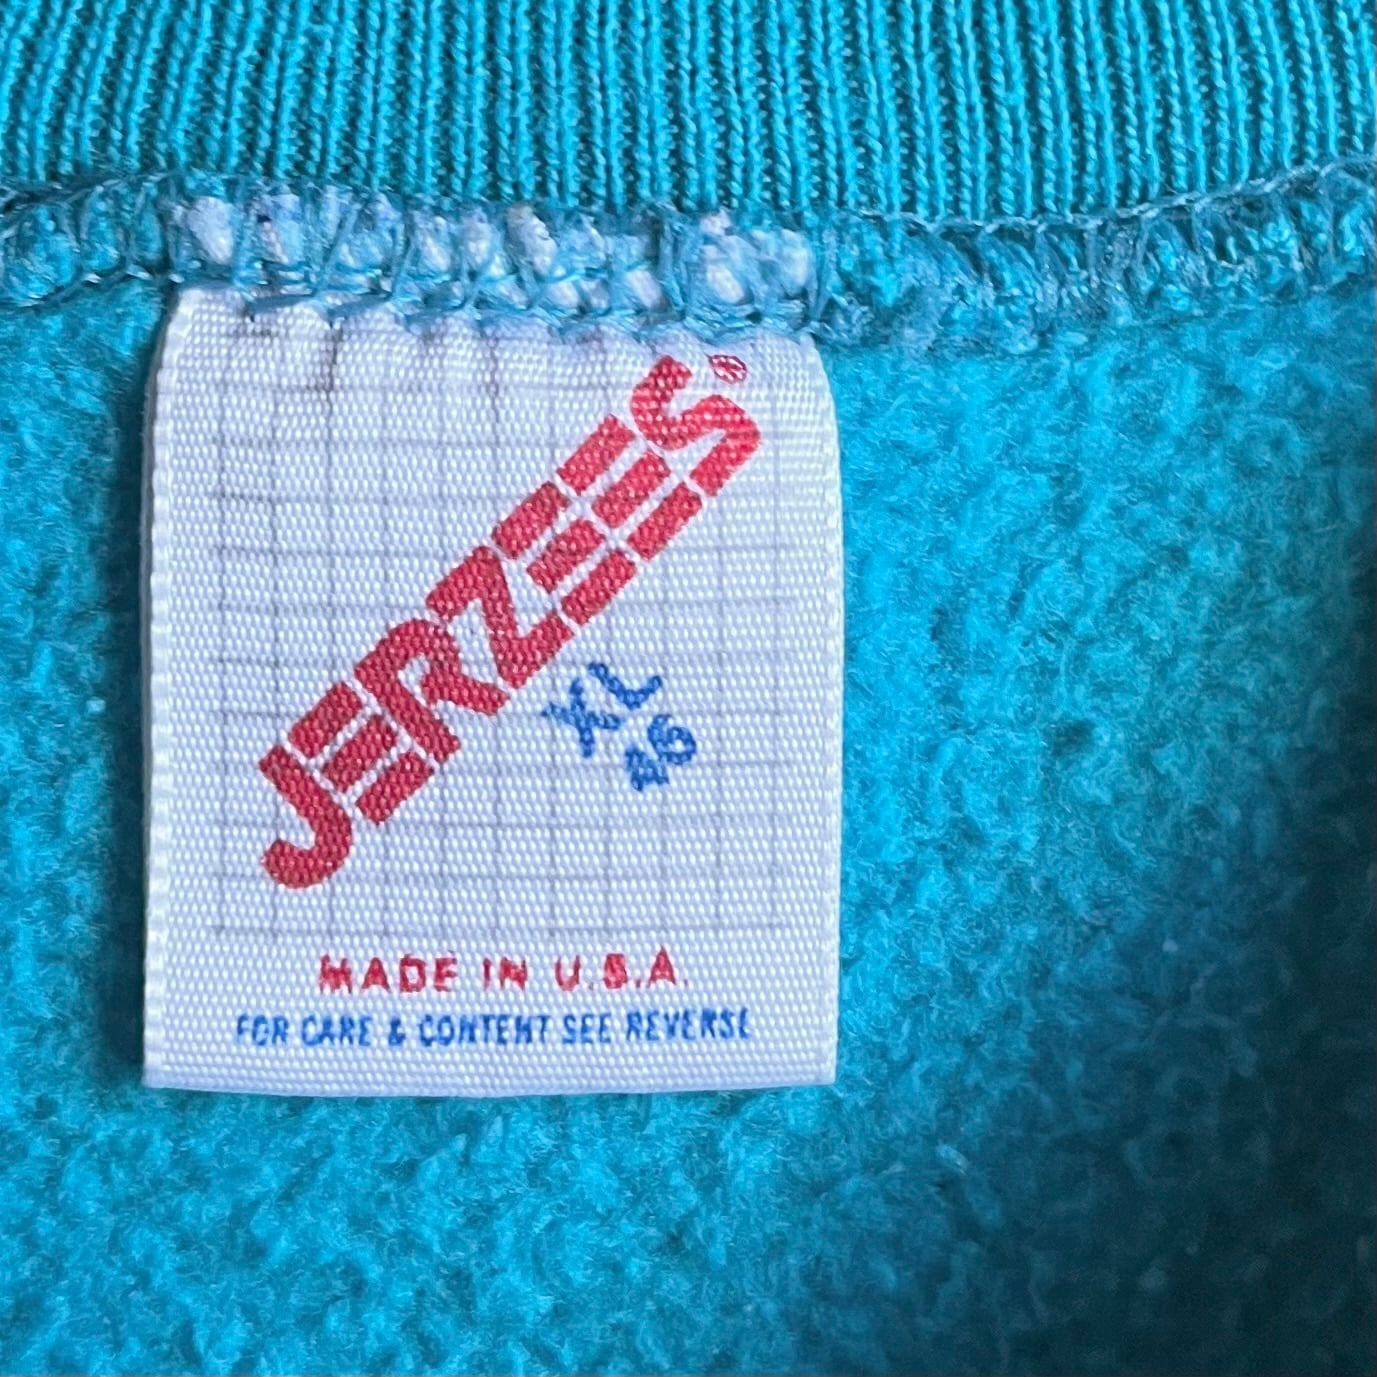 JERZEES®
XL
46
MADE IN U.S.A.
FOR CARE & CONTENT SEE REVERSE